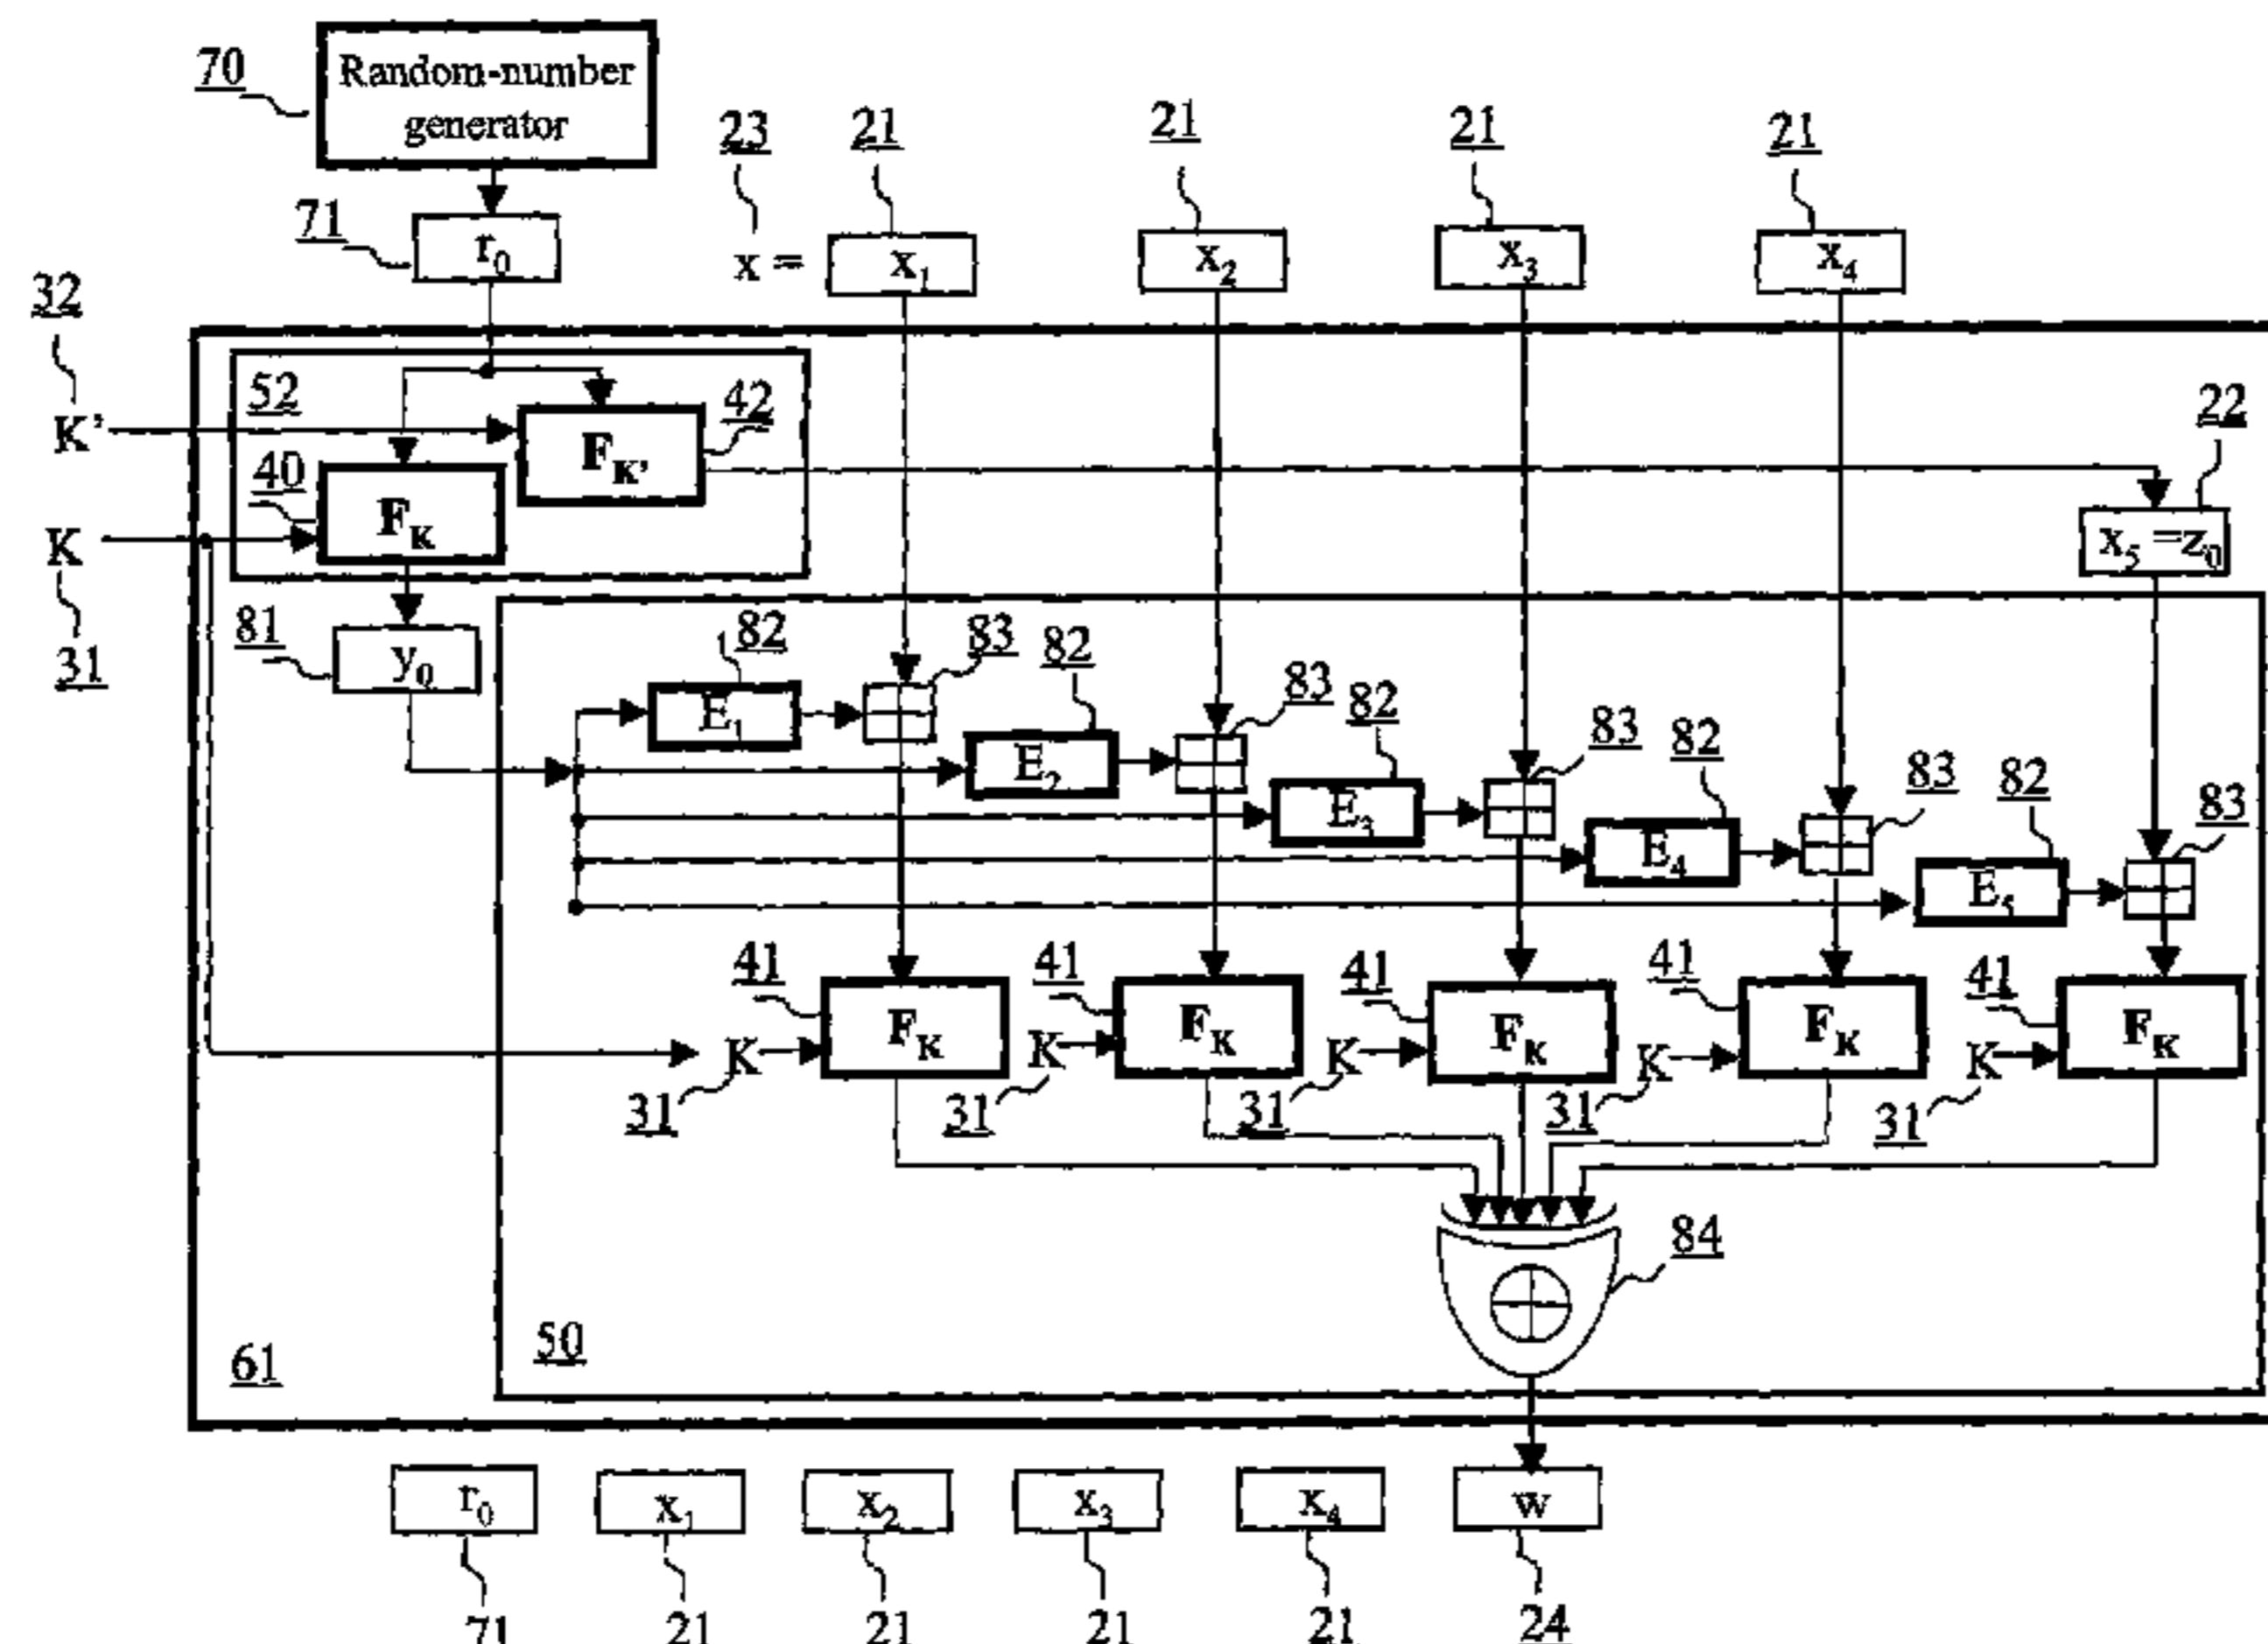 70
Random-number
generator
23
21
21
21
21
71
r0
x =
x1
x2
x3
x4
32
52
42
22
K'
FK'
40
FK
x5 =z0
K
31
81
y0
82
83
82
83
82
83
82
83
82
83
E1
E2
E3
E4
E5
41
41
41
41
41
FK
FK
FK
FK
FK
K
K
K
K
K
31
31
31
31
31
84
50
61
r0
x1
x2
x3
x4
w
71
21
21
21
21
24